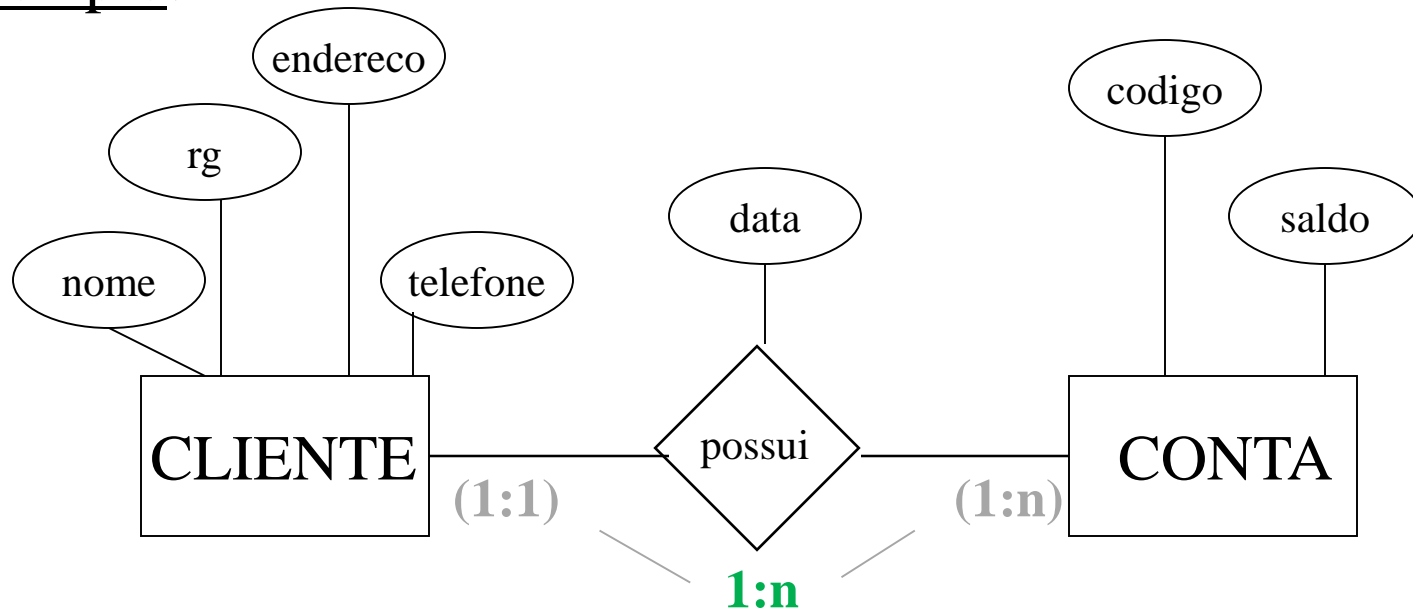 endereco
codigo
rg
data
saldo
nome
telefone
CLIENTE
possui
CONTA
(1:1)
(1:n)
1:n